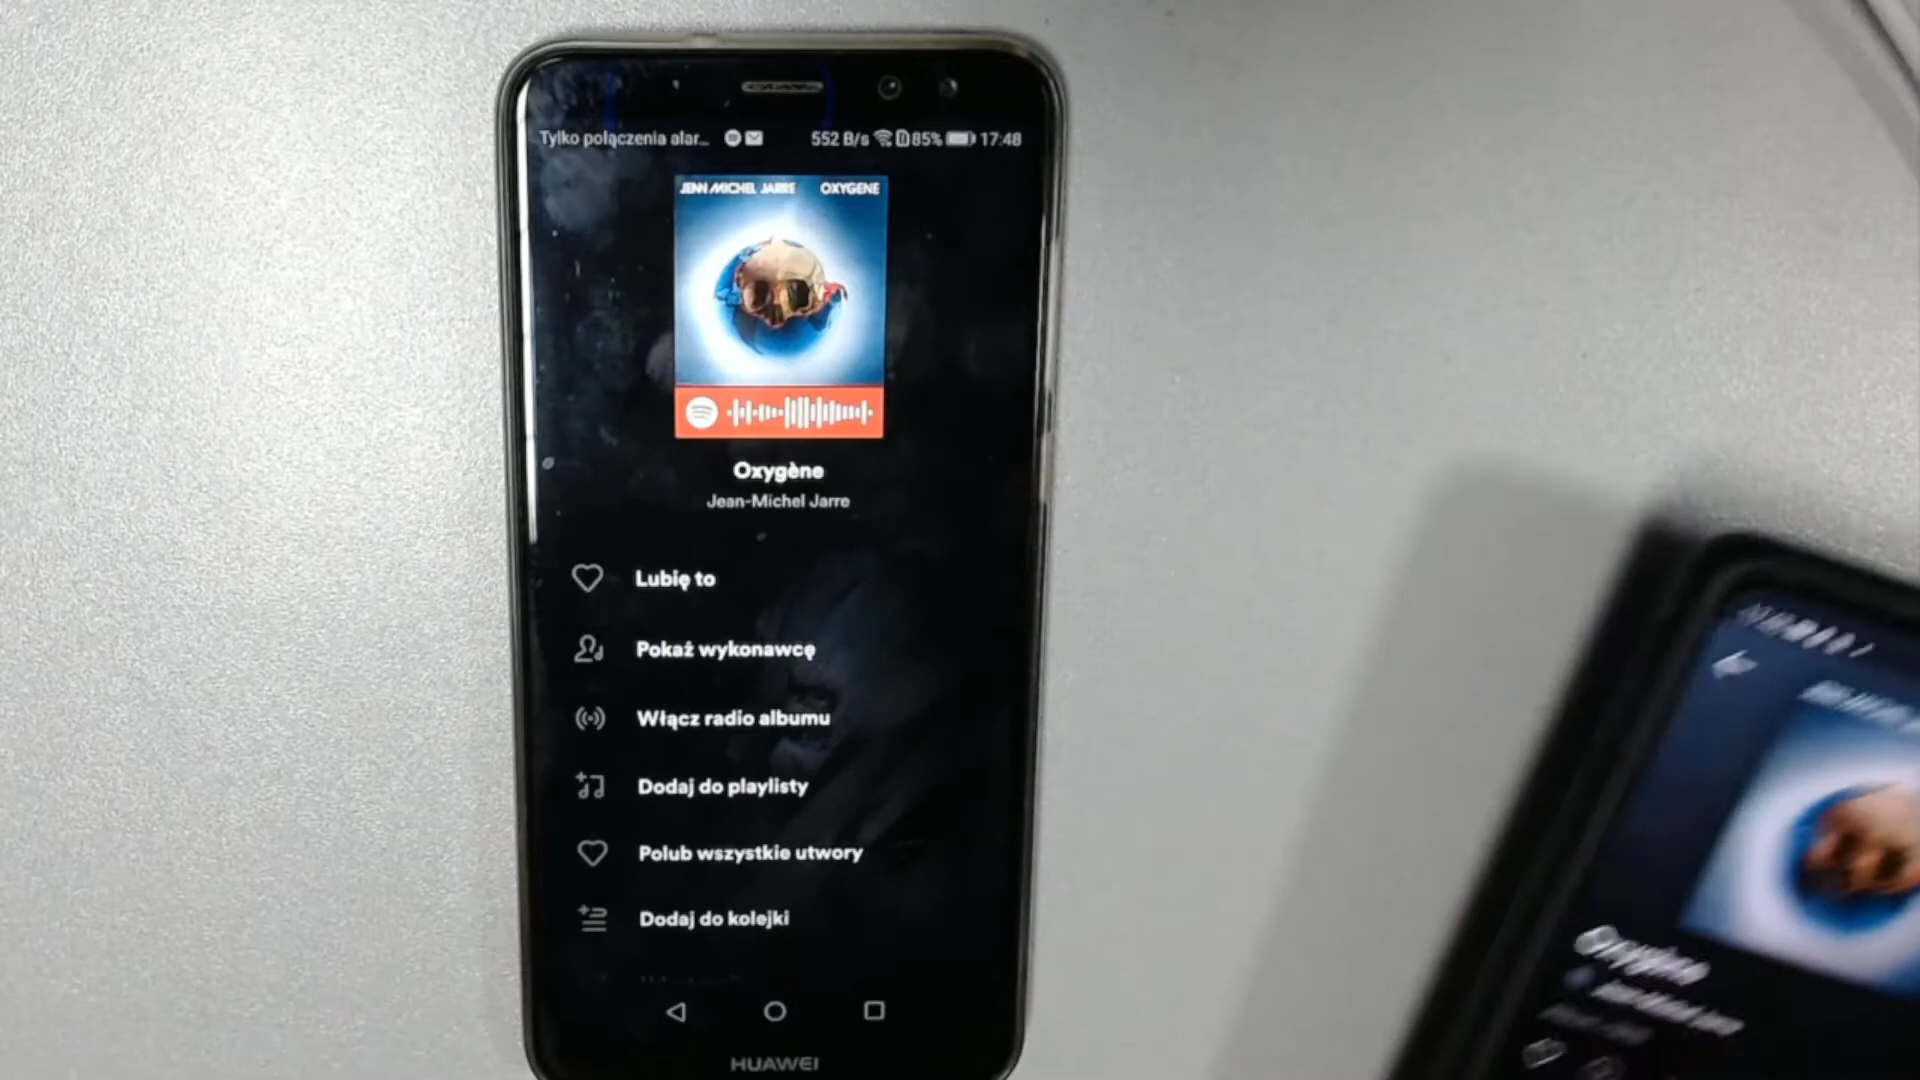 Tylko połączenia alar...
552 B/s 85% 17:48
JEAN MICHEL JARRE OXYGENE
Oxygène
Jean-Michel Jarre
Lubię to
Pokaż wykonawcę
Włącz radio albumu
Dodaj do playlisty
Polub wszystkie utwory
Dodaj do kolejki
HUAWEI
Oxygène